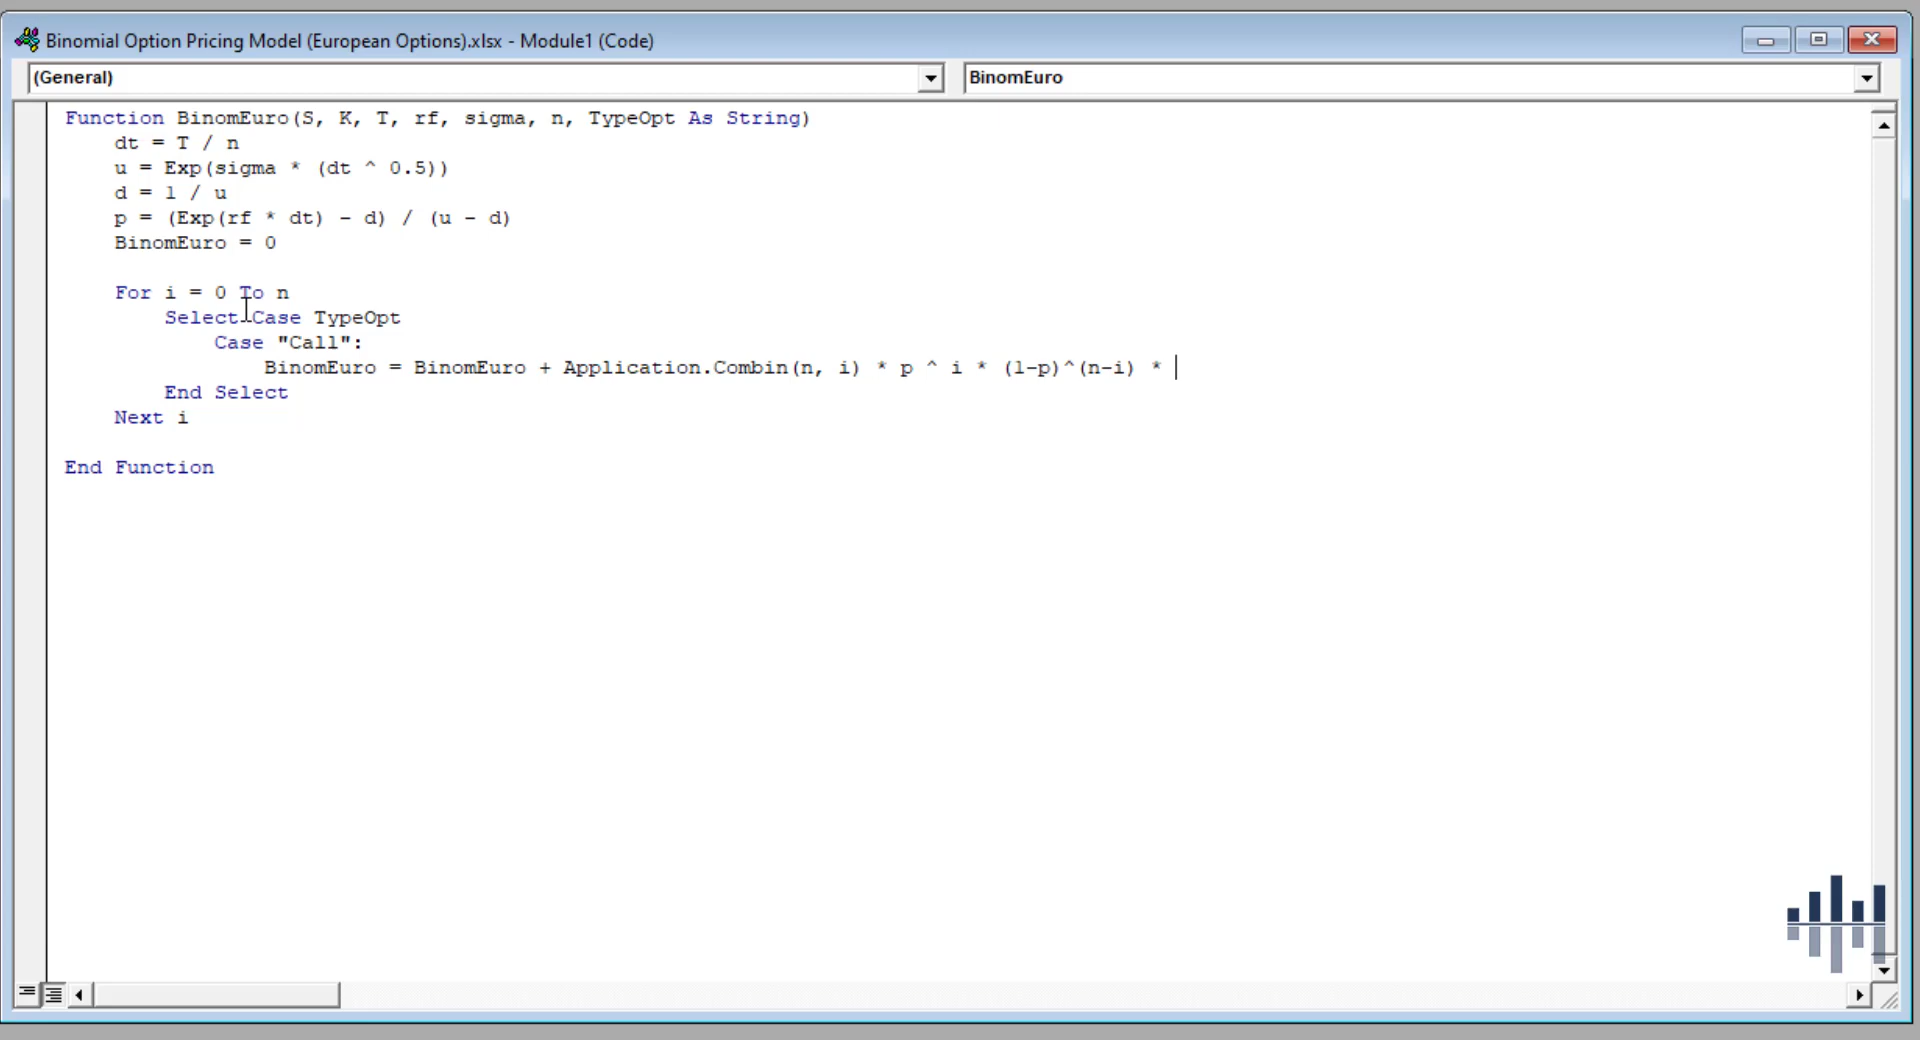 Binomial Option Pricing Model (European Options).xlsx - Module1 (Code)
(General) BinomEuro
Function BinomEuro(S, K, T, rf, sigma, n, TypeOpt As String)
    dt = T / n
    u = Exp(sigma * (dt ^ 0.5))
    d = 1 / u
    p = (Exp(rf * dt) - d) / (u - d)
    BinomEuro = 0
    For i = 0 To n
        Select Case TypeOpt
            Case "Call":
                BinomEuro = BinomEuro + Application.Combin(n, i) * p ^ i * (1-p)^(n-i) *
        End Select
    Next i
End Function